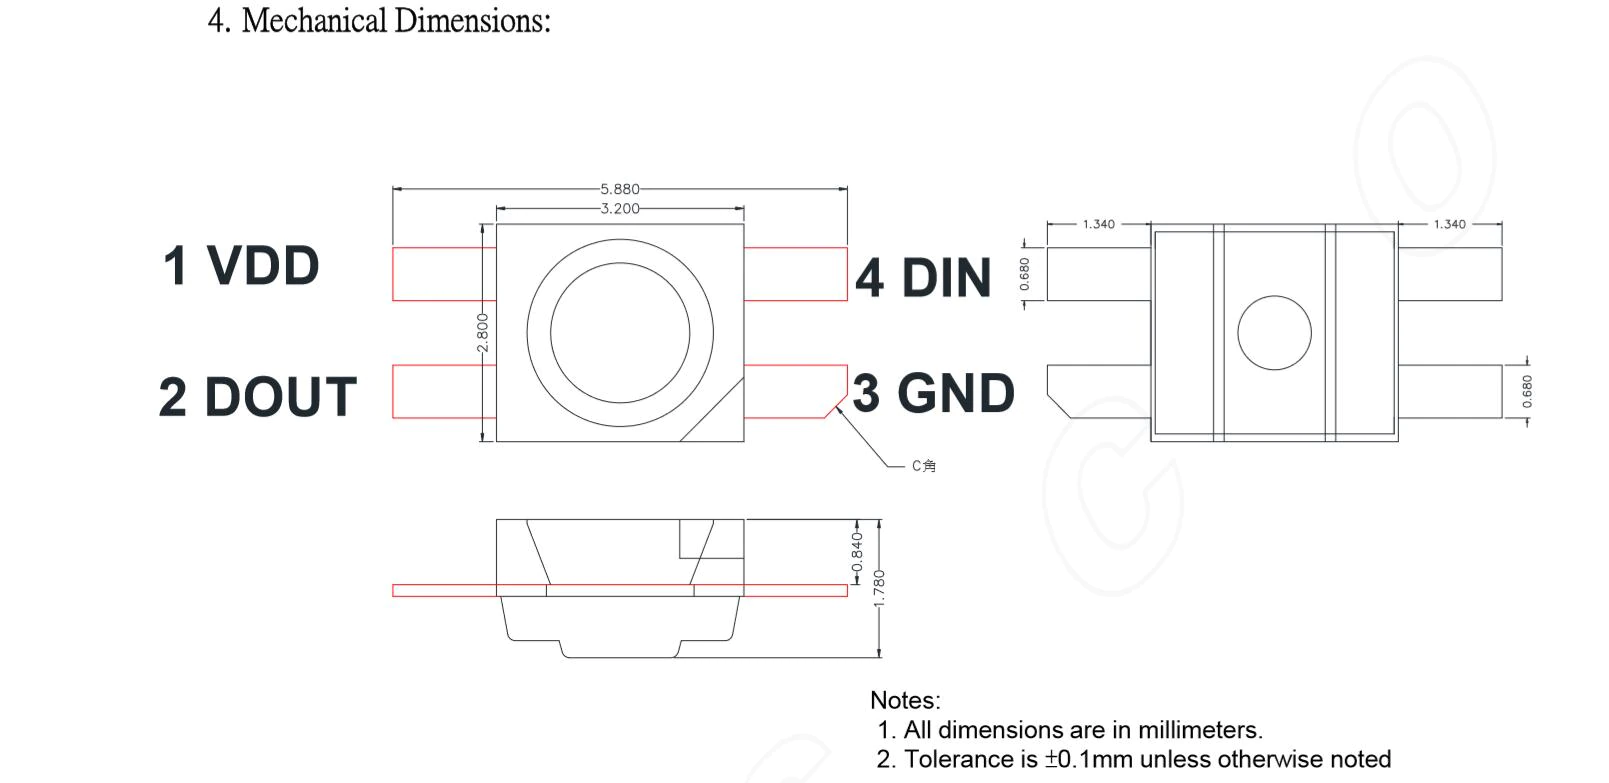 4. Mechanical Dimensions:
5.880
3.200
1.340
1.340
1 VDD
4 DIN
0.680
2.800
2 DOUT
3 GND
0.680
C角
0.840
1.780
Notes:
1. All dimensions are in millimeters.
2. Tolerance is ±0.1mm unless otherwise noted